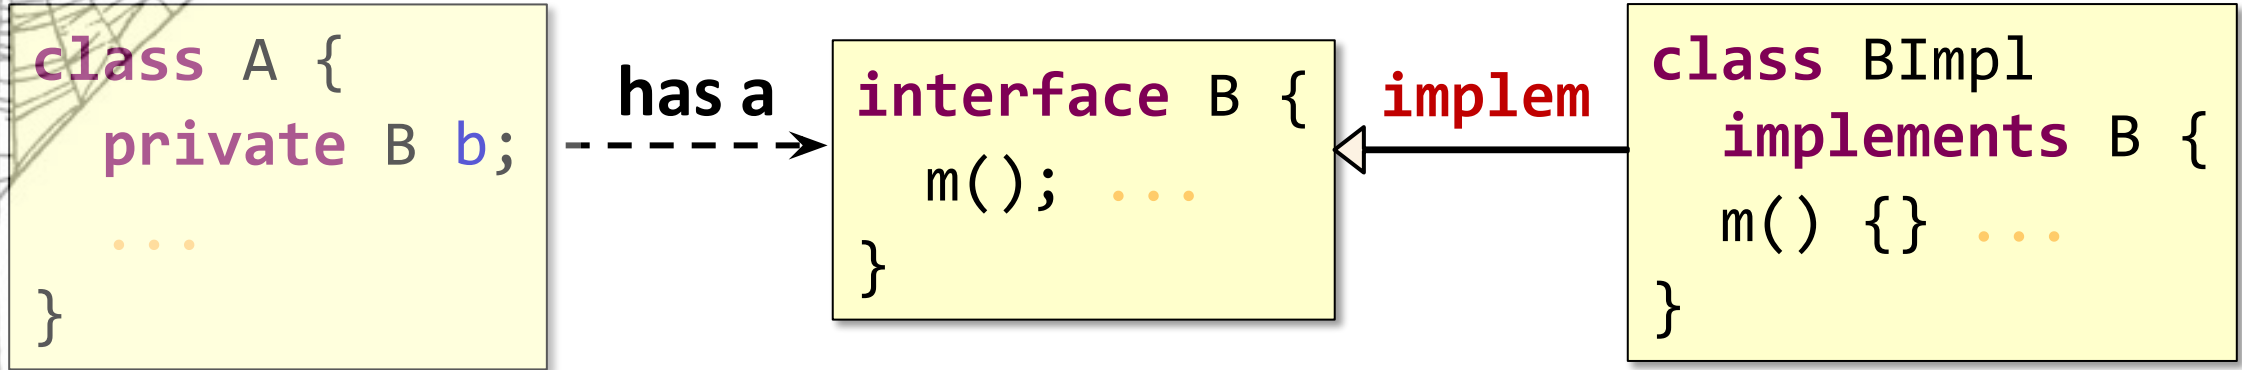 class A {
private B b;
...
}
has a
interface B {
m(); ...
}
implem
class BImpl
implements B {
m() {} ...
}